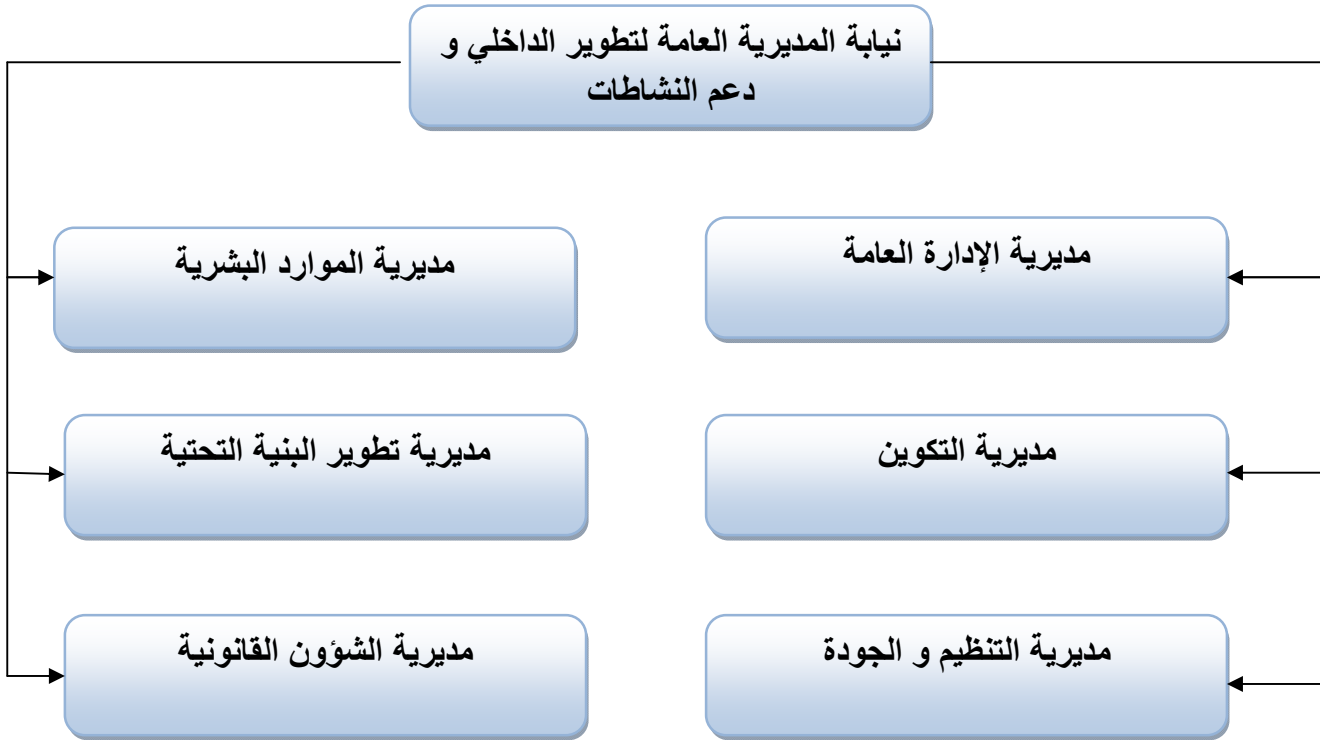 نيابة المديرية العامة لتطوير الداخلي و
دعم النشاطات
مديرية الإدارة العامة
مديرية الموارد البشرية
مديرية التكوين
مديرية تطوير البنية التحتية
مديرية التنظيم و الجودة
مديرية الشؤون القانونية